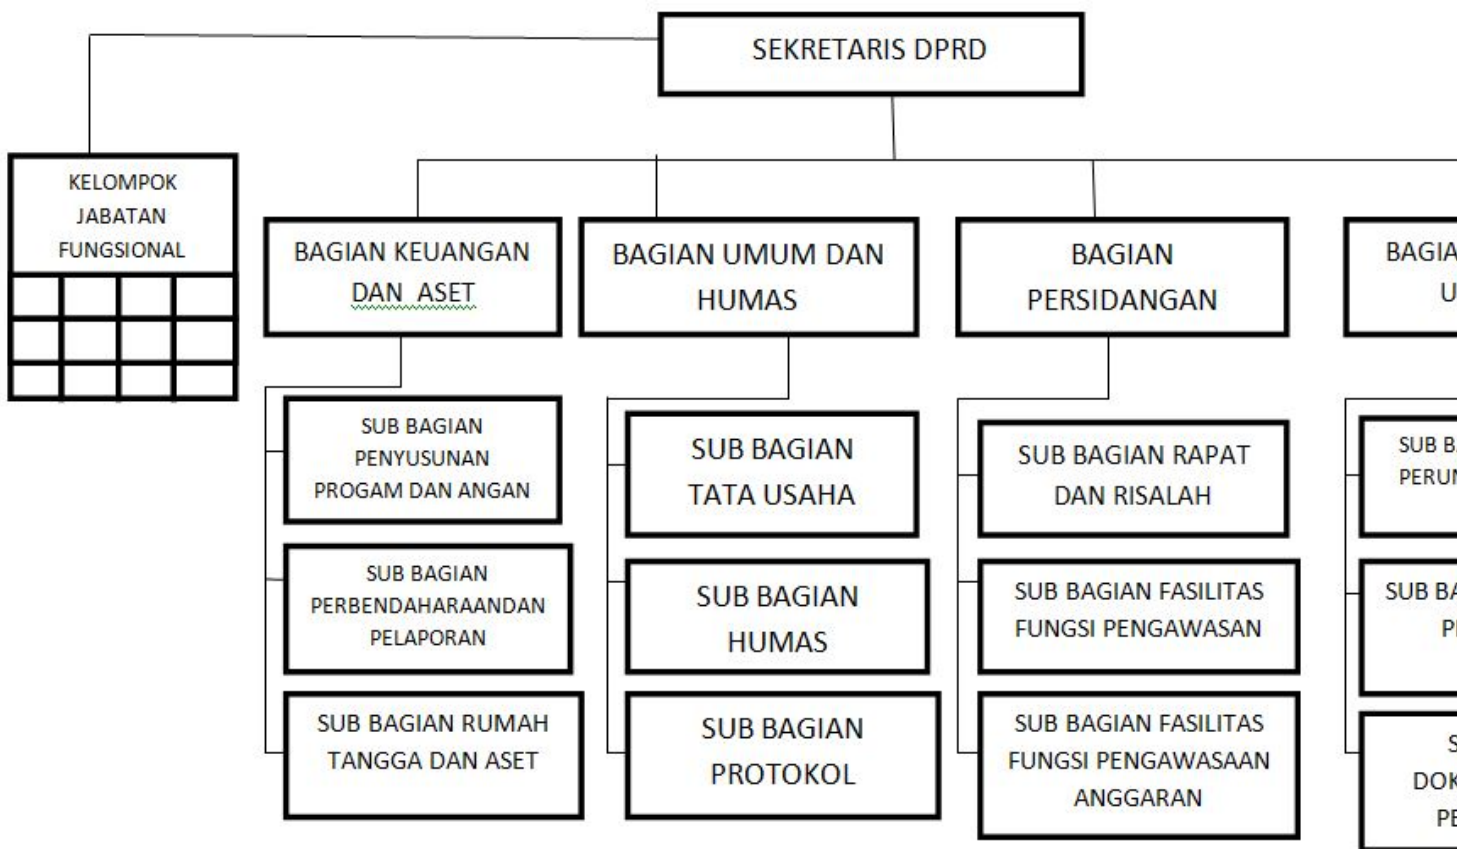 SEKRETARIS DPRD
KELOMPOK
JABATAN
FUNGSIONAL
BAGIAN KEUANGAN
DAN ASET
BAGIAN UMUM DAN
HUMAS
BAGIAN
PERSIDANGAN
SUB BAGIAN
PENYUSUNAN
PROGAM DAN ANGAN
SUB BAGIAN
PERBENDAHARAANDAN
PELAPORAN
SUB BAGIAN RUMAH
TANGGA DAN ASET
SUB BAGIAN
TATA USAHA
SUB BAGIAN
HUMAS
SUB BAGIAN
PROTOKOL
SUB BAGIAN RAPAT
DAN RISALAH
SUB BAGIAN FASILITAS
FUNGSI PENGAWASAN
SUB BAGIAN FASILITAS
FUNGSI PENGAWASAAN
ANGGARAN
SUB
SUB